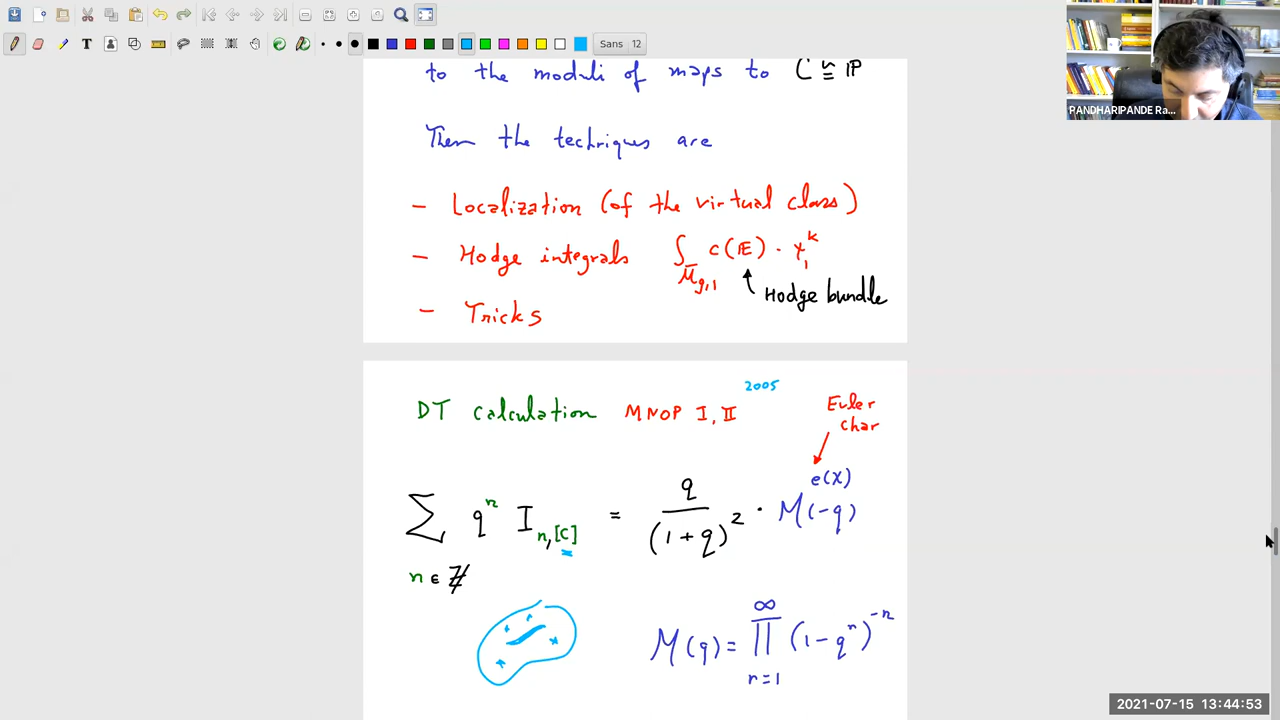 Sans 12
PANDHARIPANDE Ra...
to the moduli of maps to C ≅ ℙ
Then the techniques are
– Localization (of the virtual class)
– Hodge integrals ∫_{M̄_{g,1}} c(𝔼) · ψ_1^k
Hodge bundle
– Tricks
2005
DT calculation MNOP I, II
Euler
char
∑_{n ∈ ℤ} q^n I_{n,[C]} = q/(1+q)^2 · M(-q)^{e(X)}
M(q) = ∏_{n=1}^{∞} (1-q^n)^{-n}
2021-07-15 13:44:53